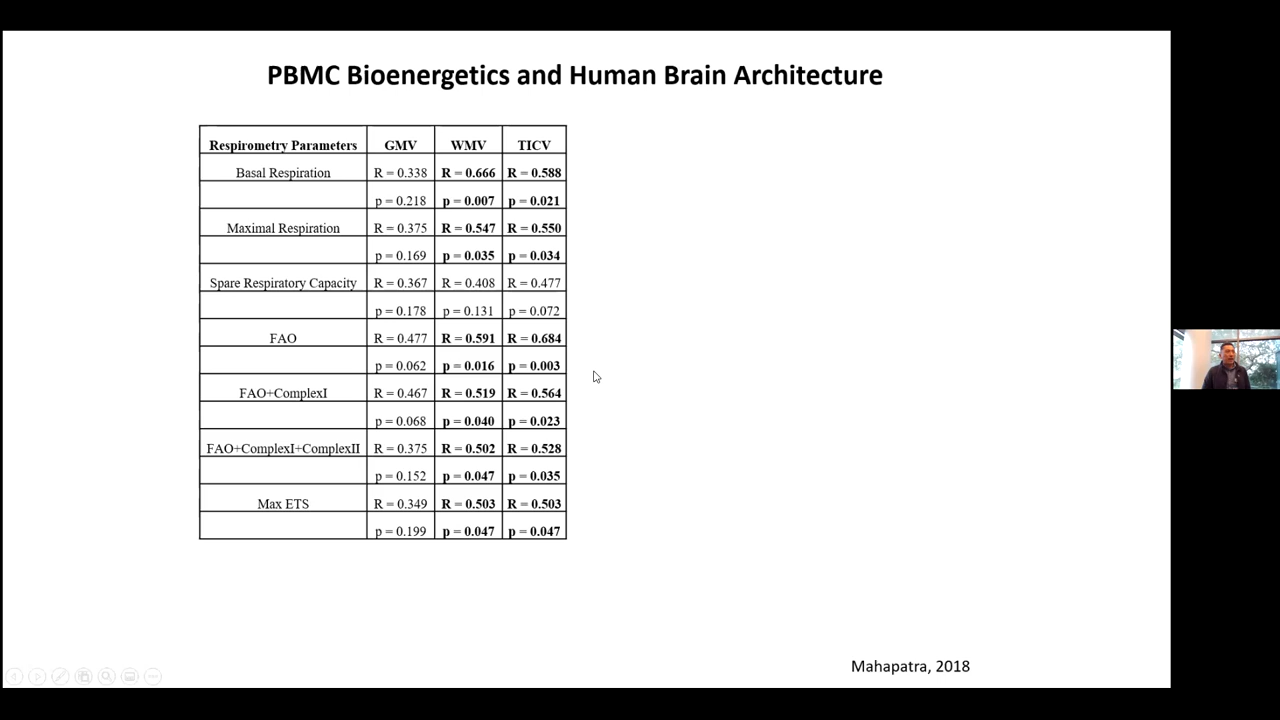 PBMC Bioenergetics and Human Brain Architecture
Respirometry Parameters GMV WMV TICV
Basal Respiration R = 0.338 R = 0.666 R = 0.588
p = 0.218 p = 0.007 p = 0.021
Maximal Respiration R = 0.375 R = 0.547 R = 0.550
p = 0.169 p = 0.035 p = 0.034
Spare Respiratory Capacity R = 0.367 R = 0.408 R = 0.477
p = 0.178 p = 0.131 p = 0.072
FAO R = 0.477 R = 0.591 R = 0.684
p = 0.062 p = 0.016 p = 0.003
FAO+ComplexI R = 0.467 R = 0.519 R = 0.564
p = 0.068 p = 0.040 p = 0.023
FAO+ComplexI+ComplexII R = 0.375 R = 0.502 R = 0.528
p = 0.152 p = 0.047 p = 0.035
Max ETS R = 0.349 R = 0.503 R = 0.503
p = 0.199 p = 0.047 p = 0.047
Mahapatra, 2018